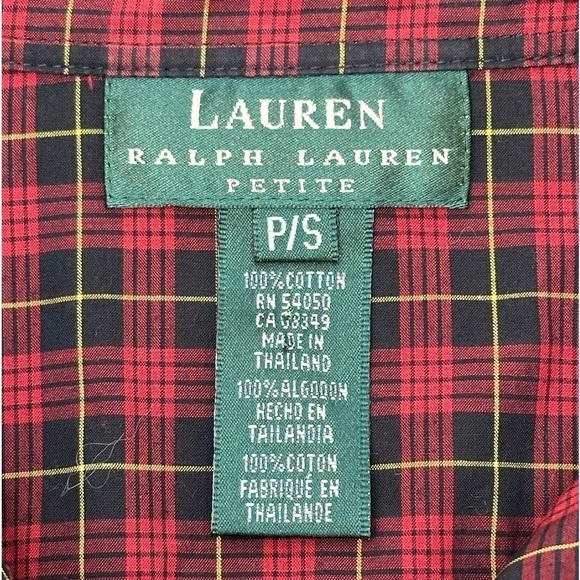 LAUREN
RALPH LAUREN
PETITE
P/S
100% COTTON
RN 54050
CA 08349
MADE IN
THAILAND
100% ALGODON
HECHO EN
TAILANDIA
100% COTON
FABRIQUÉ EN
THAILANDE